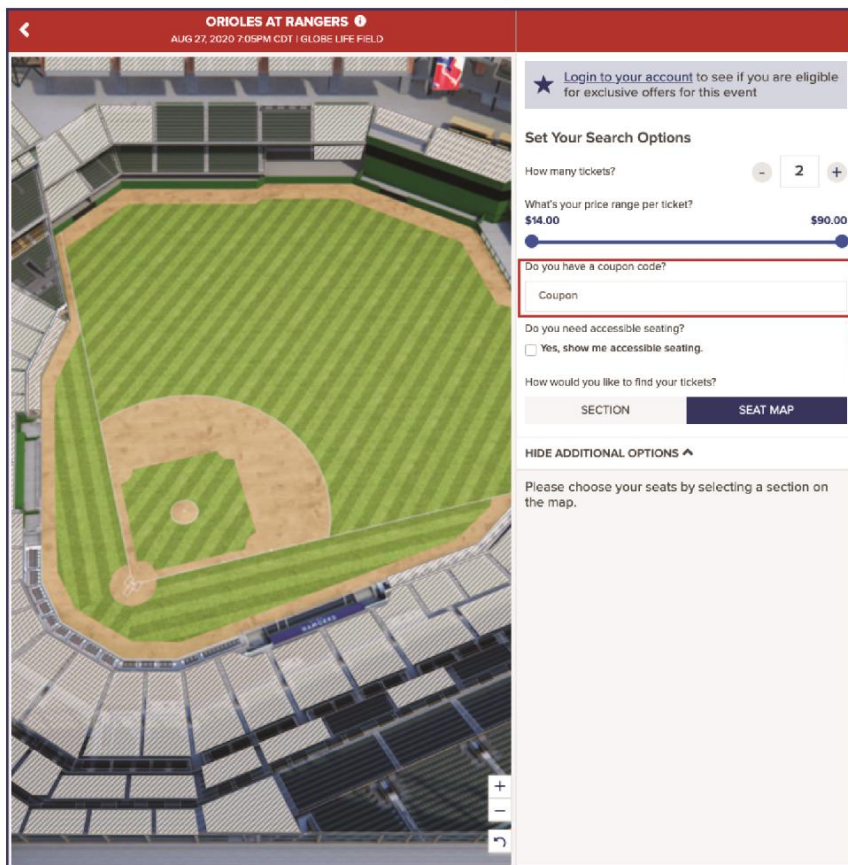 ORIOLES AT RANGERS
AUG 27, 2020 7:05PM CDT | GLOBE LIFE FIELD
Login to your account to see if you are eligible
for exclusive offers for this event
Set Your Search Options
How many tickets?
- 2 +
What's your price range per ticket?
$14.00 $90.00
Do you have a coupon code?
Coupon
Do you need accessible seating?
Yes, show me accessible seating.
How would you like to find your tickets?
SECTION SEAT MAP
HIDE ADDITIONAL OPTIONS
Please choose your seats by selecting a section on
the map.
+
−